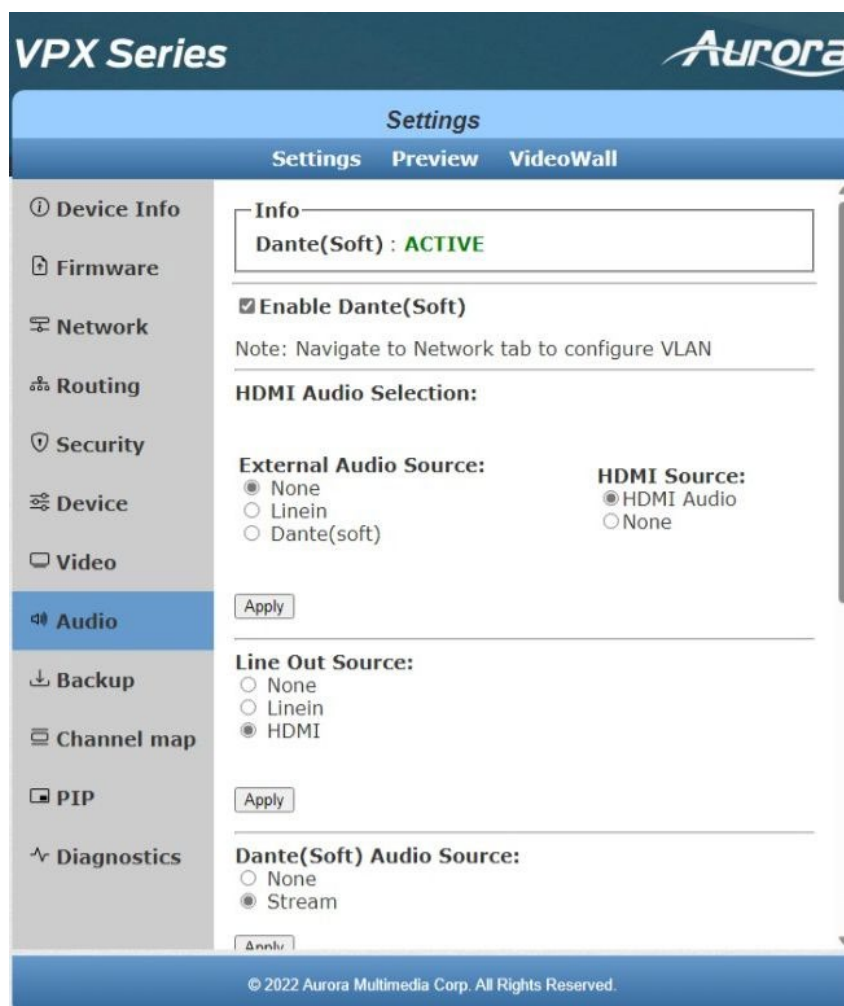 VPX Series
Aurora
Settings
Settings Preview VideoWall
Device Info
Firmware
Network
Routing
Security
Device
Video
Audio
Backup
Channel map
PIP
Diagnostics
Info
Dante(Soft) : ACTIVE
Enable Dante(Soft)
Note: Navigate to Network tab to configure VLAN
HDMI Audio Selection:
External Audio Source:
None
Linein
Dante(soft)
HDMI Source:
HDMI Audio
None
Apply
Line Out Source:
None
Linein
HDMI
Apply
Dante(Soft) Audio Source:
None
Stream
Apply
© 2022 Aurora Multimedia Corp. All Rights Reserved.